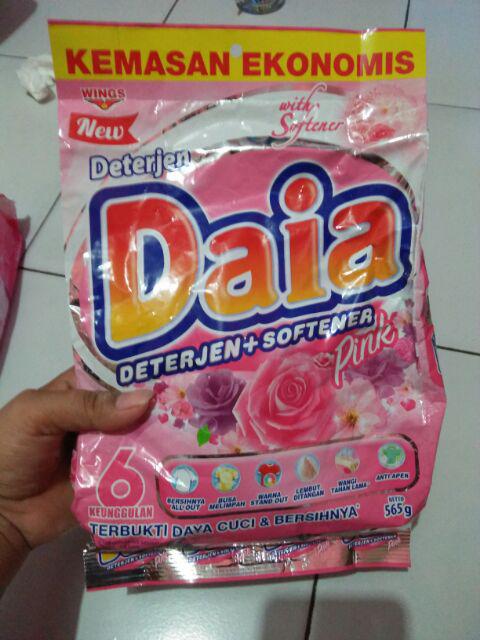 KEMASAN EKONOMIS
WINGS
New
with Softener
Deterjen
Daia
DETERJEN+ SOFTENER
Pink
6
KEUNGGULAN
BERSIHNYA ALL OUT
BUSA MELIMPAH
WARNA STAND OUT
LEMBUT DITANGAN
WANGI TAHAN LAMA
ANTI APEK
TERBUKTI DAYA CUCI & BERSIHNYA
NETTO
565g